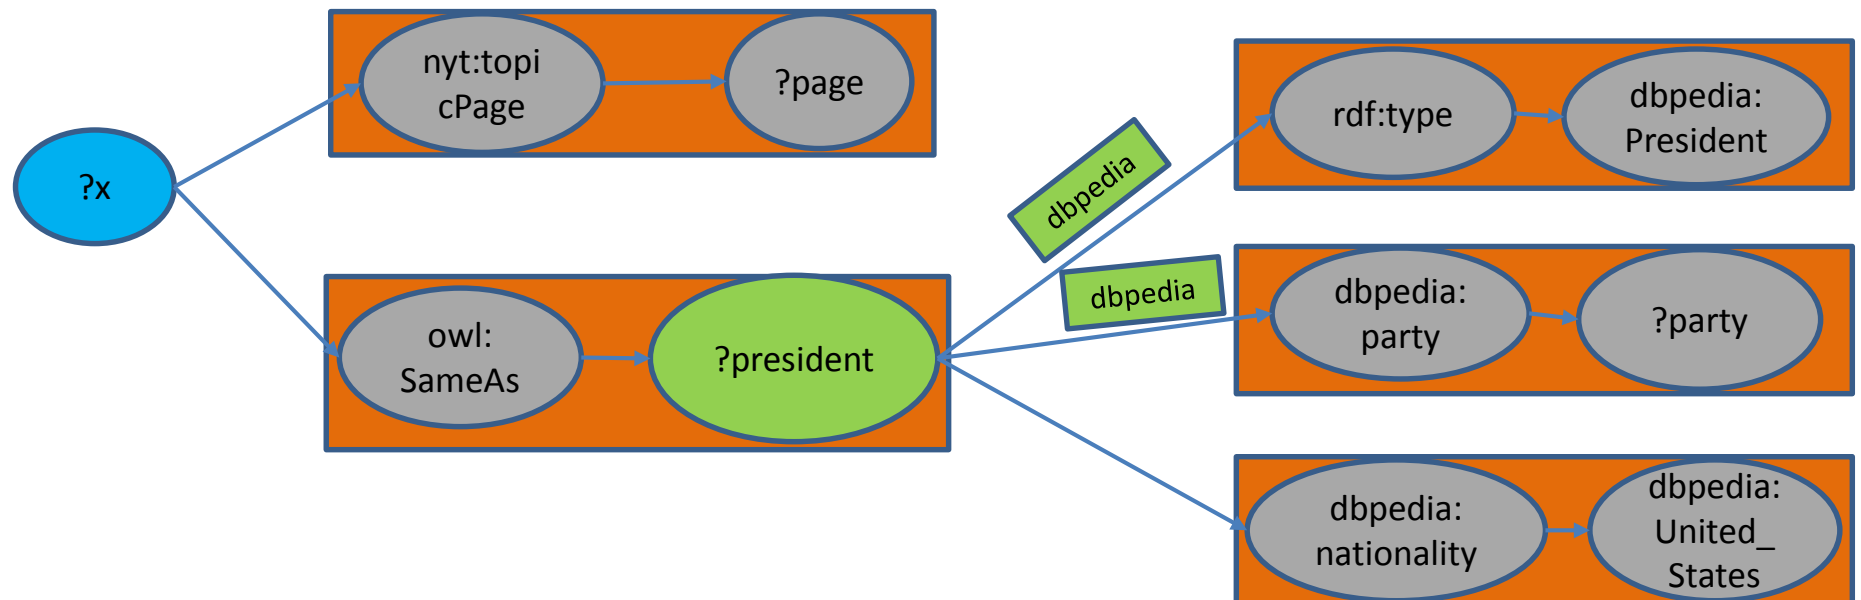 ?x
nyt:topi
cPage
?page
owl:
SameAs
?president
dbpedia
dbpedia
rdf:type
dbpedia:
President
dbpedia:
party
?party
dbpedia:
nationality
dbpedia:
United_
States